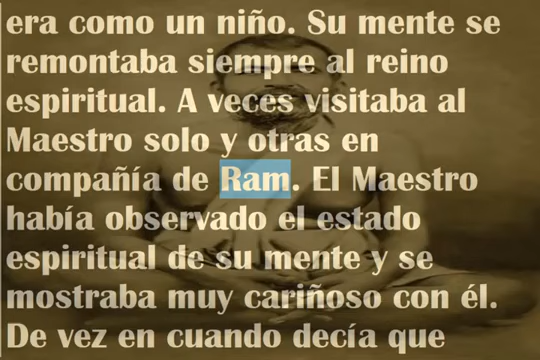 era como un niño. Su mente se
remontaba siempre al reino
espiritual. A veces visitaba al
Maestro solo y otras en
compañía de Ram. El Maestro
había observado el estado
espiritual de su mente y se
mostraba muy cariñoso con él.
De vez en cuando decía que